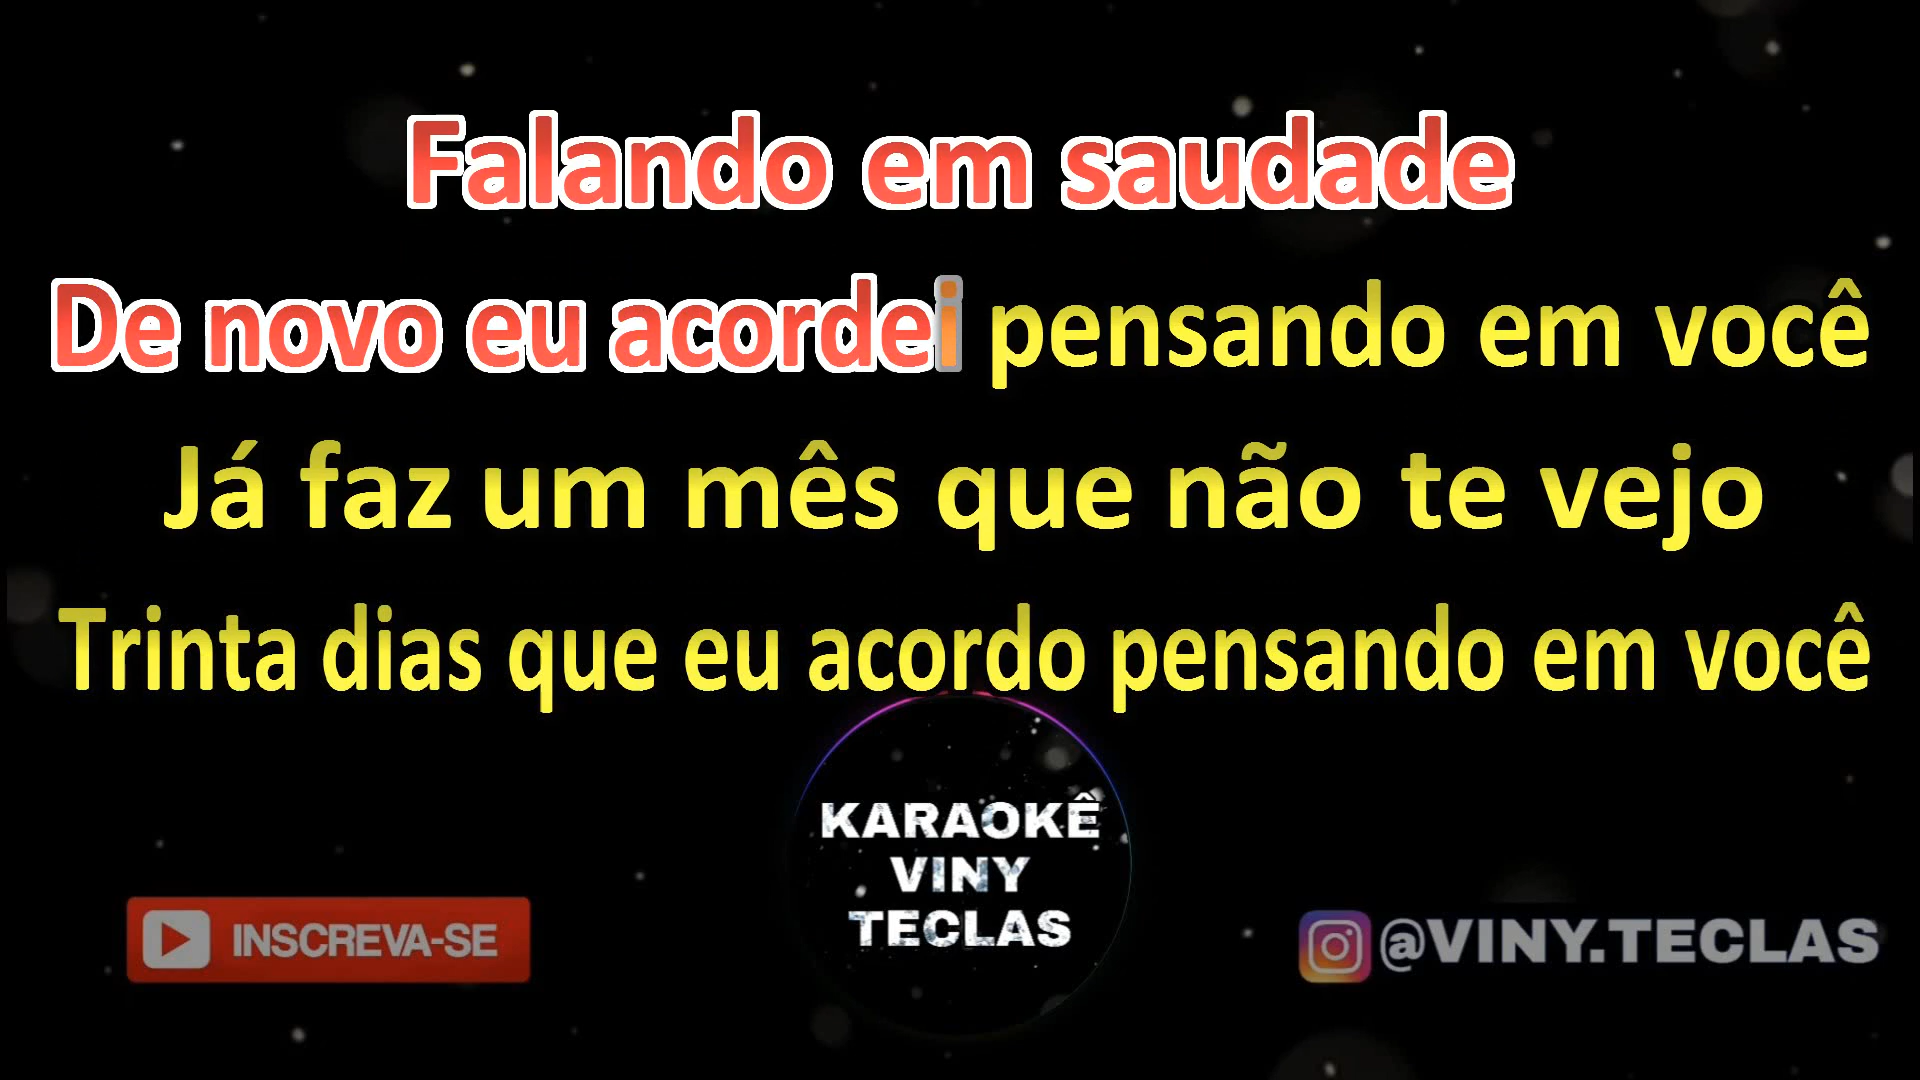 Falando em saudade
De novo eu acordei pensando em você
Já faz um mês que não te vejo
Trinta dias que eu acordo pensando em você
KARAOKÊ
VINY
TECLAS
INSCREVA-SE
@VINY.TECLAS